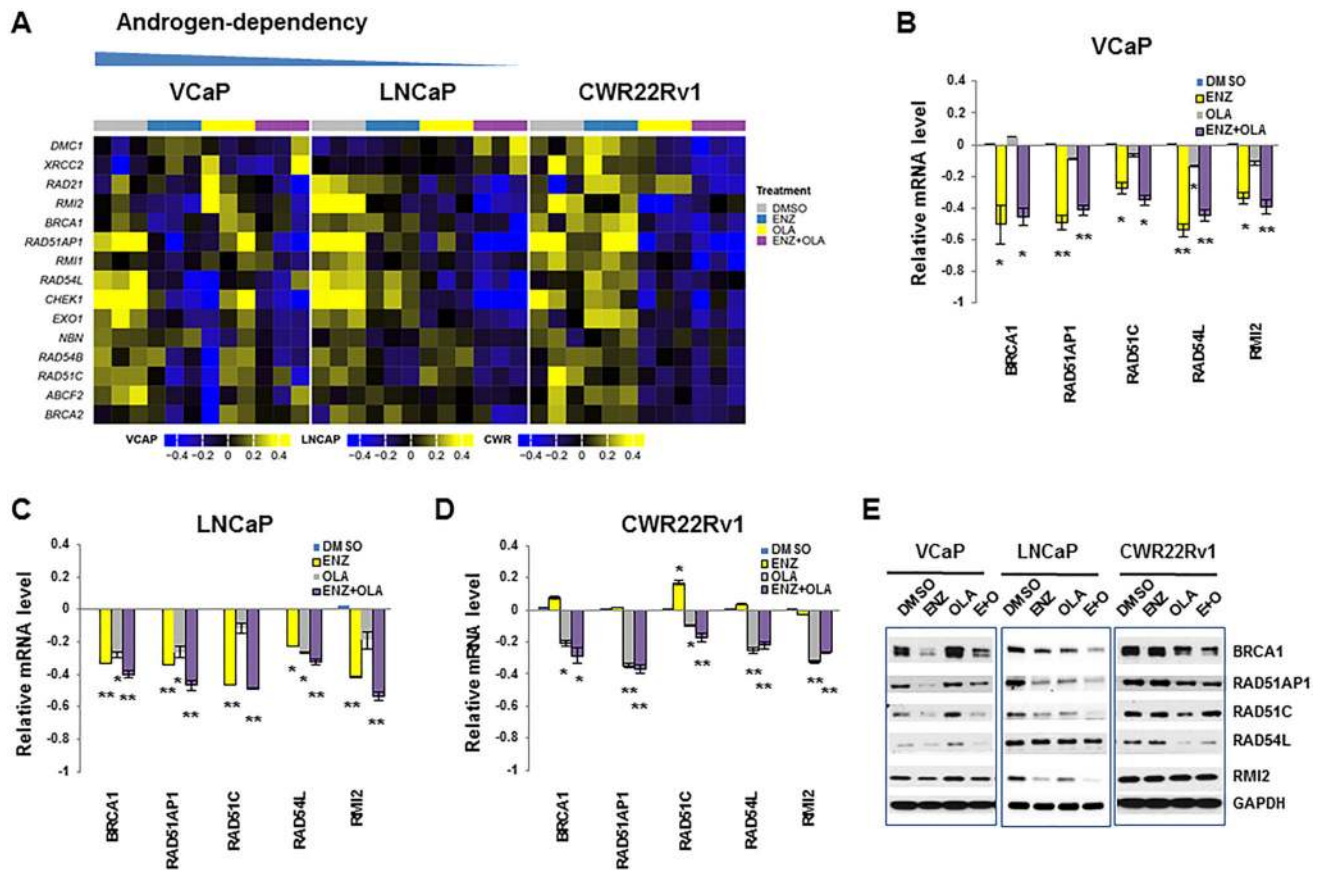 A
Androgen-dependency
VCaP
LNCaP
CWR22Rv1
DMC1
XRCC2
RAD21
RMI2
BRCA1
RAD51AP1
RMI1
RAD54L
CHEK1
EXO1
NBN
RAD54B
RAD51C
ABCF2
BRCA2
Treatment
DMSO
ENZ
OLA
ENZ+OLA
VCAP
−0.4 −0.2 0 0.2 0.4
LNCAP
−0.4 −0.2 0 0.2 0.4
CWR
−0.4 −0.2 0 0.2 0.4
B
VCaP
DMSO
ENZ
OLA
ENZ+OLA
Relative mRNA level
0.4
0.2
0
-0.2
-0.4
-0.6
-0.8
-1
* * ** ** * * ** * ** * **
BRCA1
RAD51AP1
RAD51C
RAD54L
RMI2
C
LNCaP
DMSO
ENZ
OLA
ENZ+OLA
Relative mRNA level
0.4
0.2
0
-0.2
-0.4
-0.6
-0.8
-1
** * ** ** * ** ** ** * * ** ** **
BRCA1
RAD51AP1
RAD51C
RAD54L
RMI2
D
CWR22Rv1
DMSO
ENZ
OLA
ENZ+OLA
Relative mRNA level
0.4
0.2
0
-0.2
-0.4
-0.6
-0.8
-1
* * ** ** * * ** ** ** ** **
BRCA1
RAD51AP1
RAD51C
RAD54L
RMI2
E
VCaP
LNCaP
CWR22Rv1
DMSO ENZ OLA E+O
DMSO ENZ OLA E+O
DMSO ENZ OLA E+O
BRCA1
RAD51AP1
RAD51C
RAD54L
RMI2
GAPDH